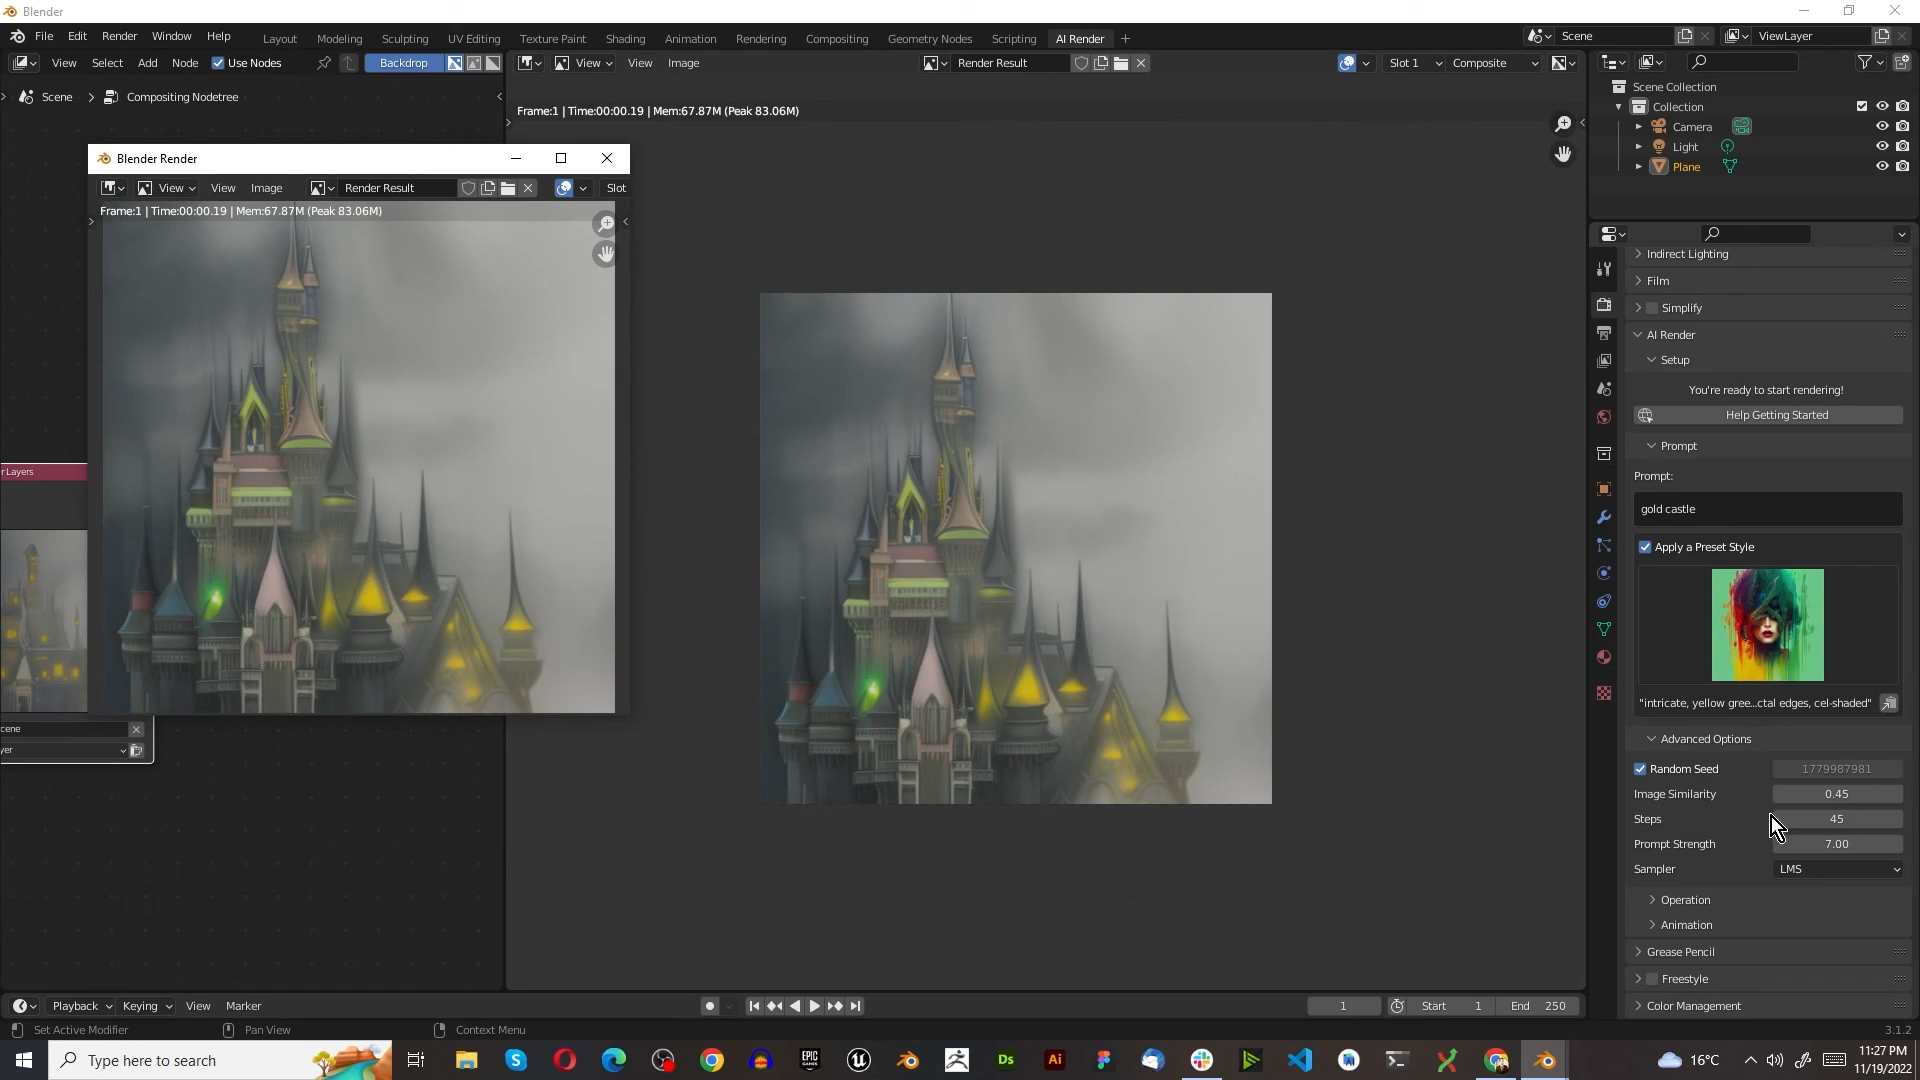 Blender
File Edit Render Window Help Layout Modeling Sculpting UV Editing Texture Paint Shading Animation Rendering Compositing Geometry Nodes Scripting AI Render + Scene ViewLayer
View Select Add Node Use Nodes Backdrop View View Image Render Result Slot 1 Composite
Scene > Compositing Nodetree
Frame:1 | Time:00:00.19 | Mem:67.87M (Peak 83.06M)
Scene Collection
Collection
Camera
Light
Plane
Blender Render
View View Image Render Result Slot
Frame:1 | Time:00:00.19 | Mem:67.87M (Peak 83.06M)
r Layers
cene
yer
Indirect Lighting
Film
Simplify
AI Render
Setup
You're ready to start rendering!
Help Getting Started
Prompt
Prompt:
gold castle
Apply a Preset Style
"intricate, yellow gree...ctal edges, cel-shaded"
Advanced Options
Random Seed 1779987981
Image Similarity 0.45
Steps 45
Prompt Strength 7.00
Sampler LMS
Operation
Animation
Grease Pencil
Freestyle
Color Management
Playback Keying View Marker 1 Start 1 End 250
Set Active Modifier Pan View Context Menu 3.1.2
Type here to search
EPIC GAMES
Ds
Ai
16°C
11:27 PM
11/19/2022